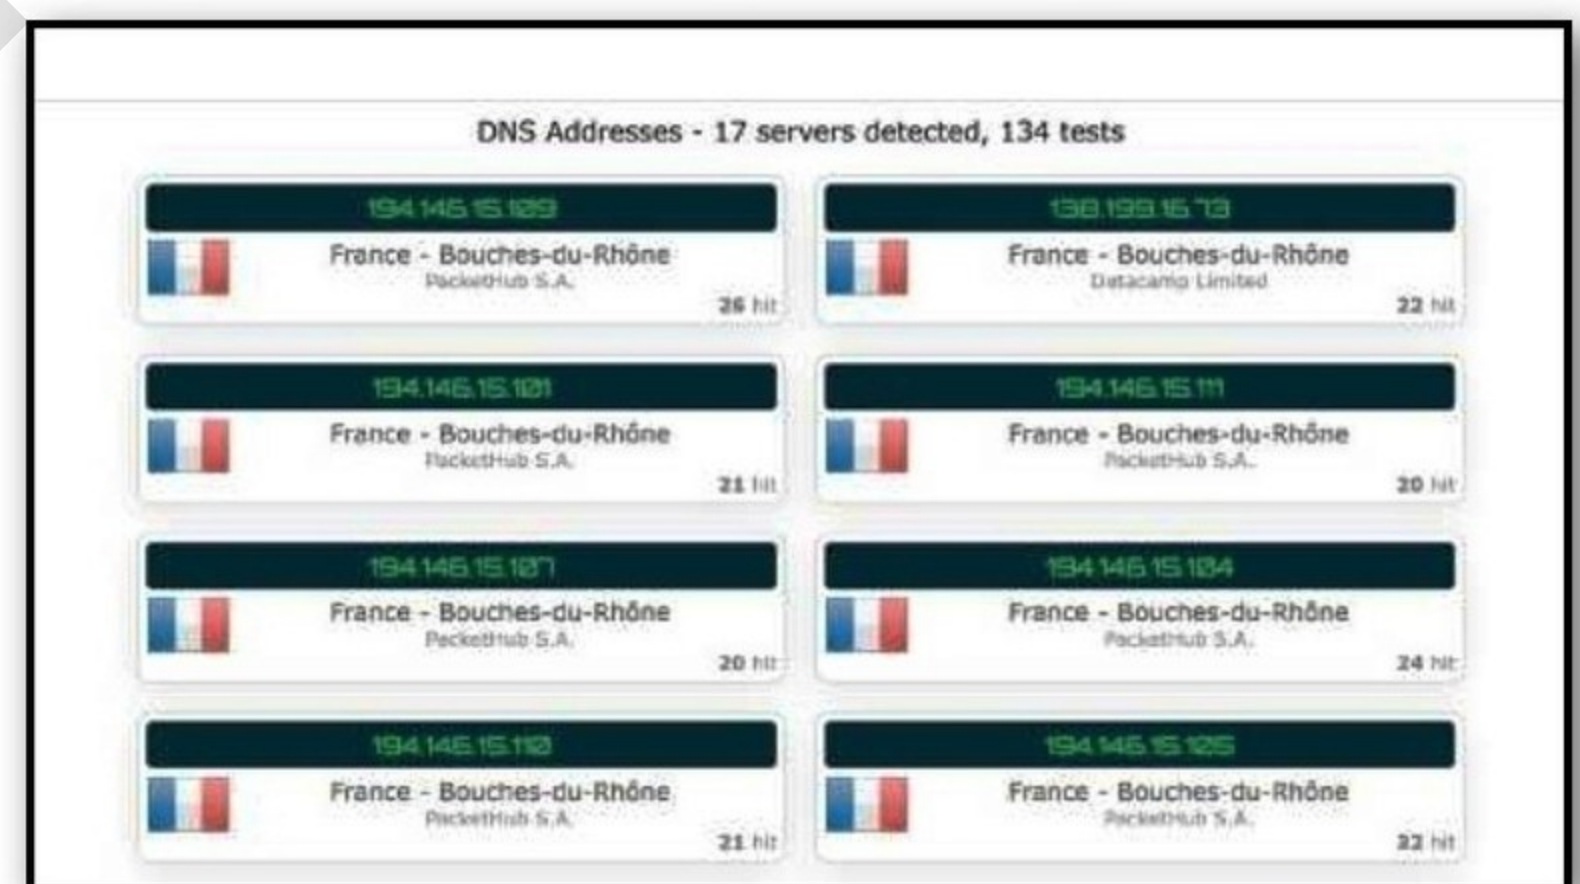 DNS Addresses - 17 servers detected, 134 tests
194.146.15.109
France - Bouches-du-Rhône
PacketHub S.A.
26 hit
138.199.16.73
France - Bouches-du-Rhône
Datacamp Limited
22 hit
194.146.15.101
France - Bouches-du-Rhône
PacketHub S.A.
21 hit
194.146.15.111
France - Bouches-du-Rhône
PacketHub S.A.
20 hit
194.146.15.107
France - Bouches-du-Rhône
PacketHub S.A.
20 hit
194.146.15.104
France - Bouches-du-Rhône
PacketHub S.A.
24 hit
194.146.15.110
France - Bouches-du-Rhône
PacketHub S.A.
21 hit
194.146.15.105
France - Bouches-du-Rhône
PacketHub S.A.
hit